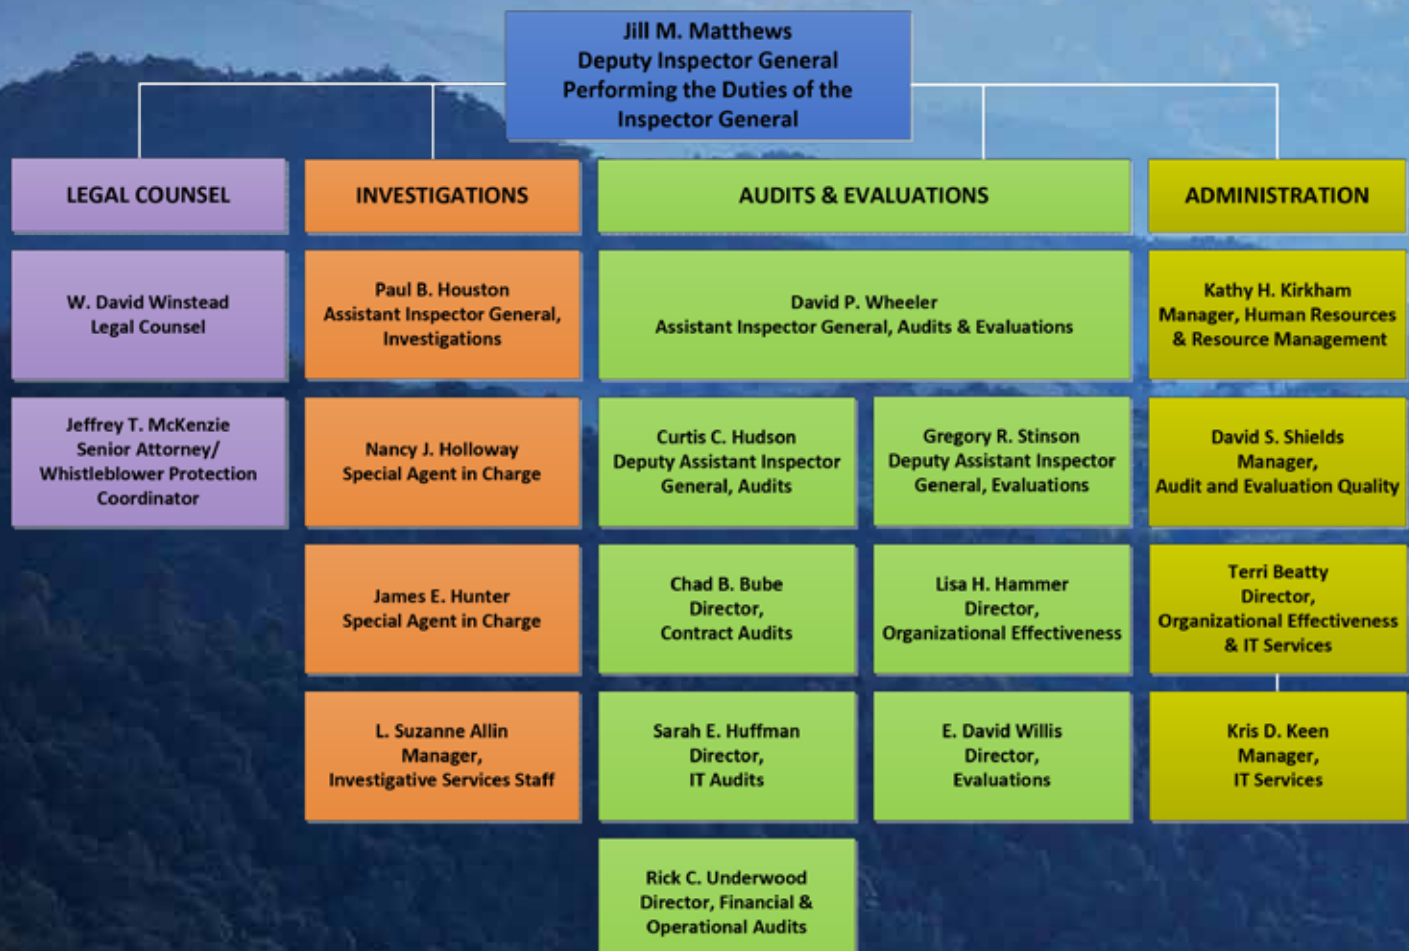 Jill M. Matthews
Deputy Inspector General
Performing the Duties of the
Inspector General
LEGAL COUNSEL
W. David Winstead
Legal Counsel
Jeffrey T. McKenzie
Senior Attorney/
Whistleblower Protection
Coordinator
INVESTIGATIONS
Paul B. Houston
Assistant Inspector General,
Investigations
Nancy J. Holloway
Special Agent in Charge
James E. Hunter
Special Agent in Charge
L. Suzanne Allin
Manager,
Investigative Services Staff
AUDITS & EVALUATIONS
David P. Wheeler
Assistant Inspector General, Audits & Evaluations
Curtis C. Hudson
Deputy Assistant Inspector
General, Audits
Chad B. Bube
Director,
Contract Audits
Sarah E. Huffman
Director,
IT Audits
Rick C. Underwood
Director, Financial &
Operational Audits
Gregory R. Stinson
Deputy Assistant Inspector
General, Evaluations
Lisa H. Hammer
Director,
Organizational Effectiveness
E. David Willis
Director,
Evaluations
ADMINISTRATION
Kathy H. Kirkham
Manager, Human Resources
& Resource Management
David S. Shields
Manager,
Audit and Evaluation Quality
Terri Beatty
Director,
Organizational Effectiveness
& IT Services
Kris D. Keen
Manager,
IT Services